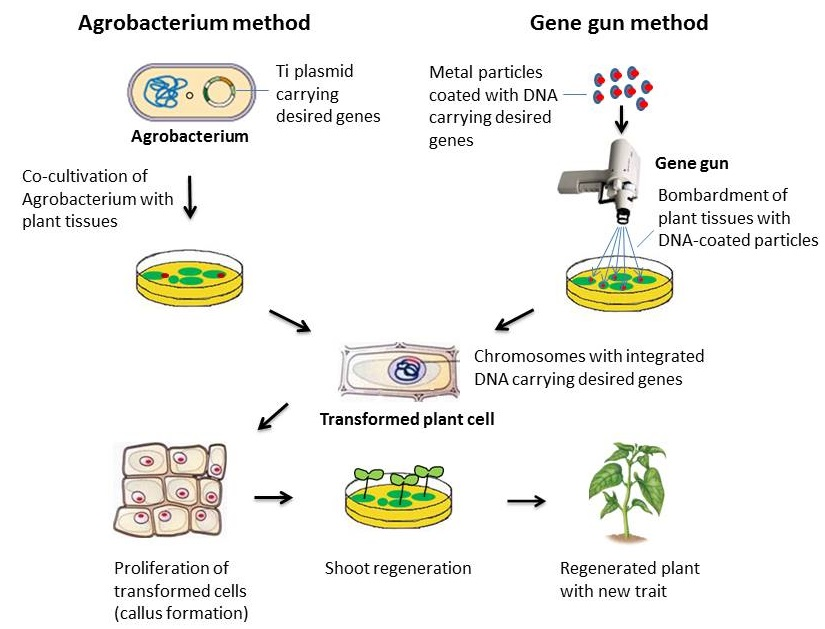 Agrobacterium method
Gene gun method
Ti plasmid
carrying
desired genes
Agrobacterium
Metal particles
coated with DNA
carrying desired
genes
Co-cultivation of
Agrobacterium with
plant tissues
Gene gun
Bombardment of
plant tissues with
DNA-coated particles
Chromosomes with integrated
DNA carrying desired genes
Transformed plant cell
Proliferation of
transformed cells
(callus formation)
Shoot regeneration
Regenerated plant
with new trait